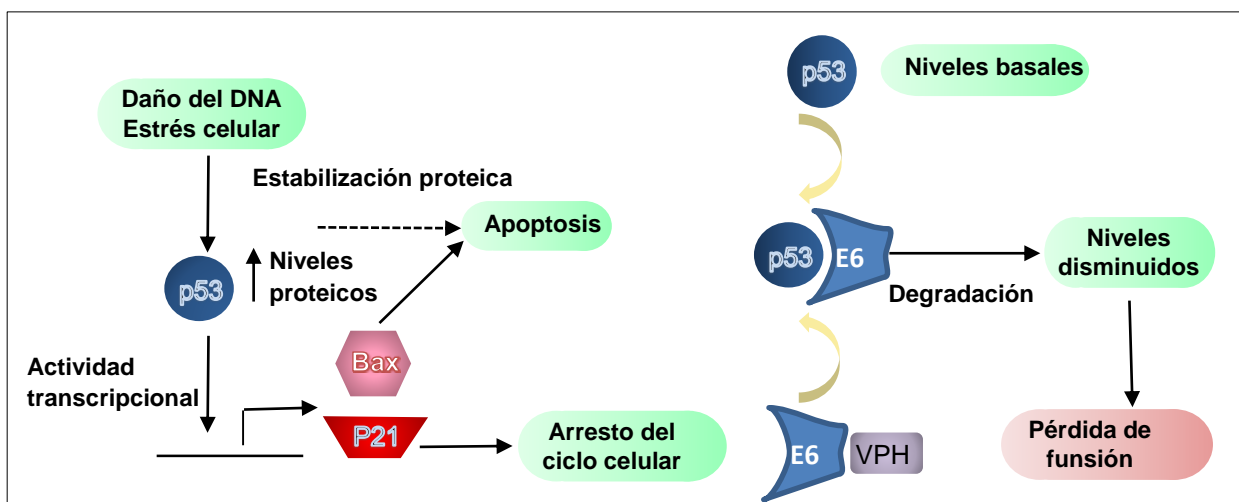 Daño del DNA
Estrés celular
Estabilización proteica
Apoptosis
p53
Niveles
proteicos
Bax
Actividad
transcripcional
P21
Arresto del
ciclo celular
p53
Niveles basales
p53
E6
Degradación
Niveles
disminuidos
E6
VPH
Pérdida de
funsión